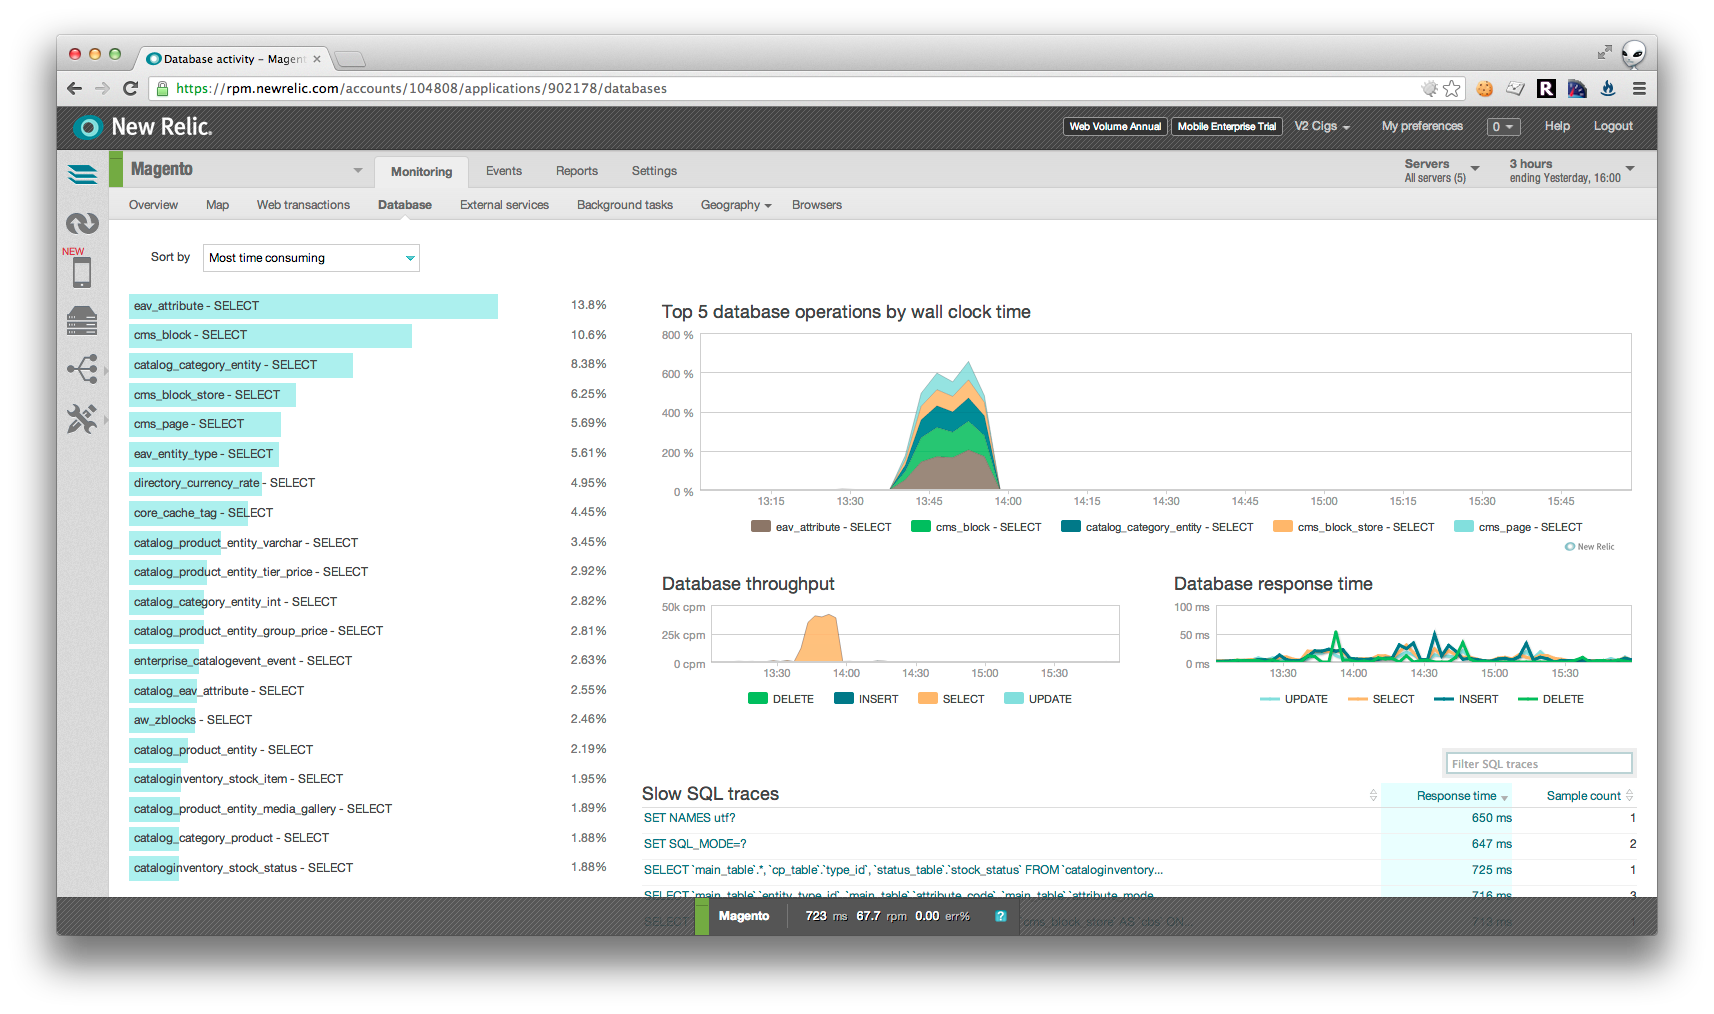 Database activity - Magen
https://rpm.newrelic.com/accounts/104808/applications/902178/databases
New Relic.
Web Volume Annual
Mobile Enterprise Trial
V2 Cigs
My preferences
0
Help
Logout
Magento
Monitoring
Events
Reports
Settings
Servers
All servers (5)
3 hours
ending Yesterday, 16:00
Overview
Map
Web transactions
Database
External services
Background tasks
Geography
Browsers
NEW
Sort by
Most time consuming
eav_attribute - SELECT 13.8%
cms_block - SELECT 10.6%
catalog_category_entity - SELECT 8.38%
cms_block_store - SELECT 6.25%
cms_page - SELECT 5.69%
eav_entity_type - SELECT 5.61%
directory_currency_rate - SELECT 4.95%
core_cache_tag - SELECT 4.45%
catalog_product_entity_varchar - SELECT 3.45%
catalog_product_entity_tier_price - SELECT 2.92%
catalog_category_entity_int - SELECT 2.82%
catalog_product_entity_group_price - SELECT 2.81%
enterprise_catalogevent_event - SELECT 2.63%
catalog_eav_attribute - SELECT 2.55%
aw_zblocks - SELECT 2.46%
catalog_product_entity - SELECT 2.19%
cataloginventory_stock_item - SELECT 1.95%
catalog_product_entity_media_gallery - SELECT 1.89%
catalog_category_product - SELECT 1.88%
cataloginventory_stock_status - SELECT 1.88%
Top 5 database operations by wall clock time
800 %
600 %
400 %
200 %
0 %
13:15 13:30 13:45 14:00 14:15 14:30 14:45 15:00 15:15 15:30 15:45
eav_attribute - SELECT cms_block - SELECT catalog_category_entity - SELECT cms_block_store - SELECT cms_page - SELECT
New Relic
Database throughput
50k cpm
25k cpm
0 cpm
13:30 14:00 14:30 15:00 15:30
DELETE INSERT SELECT UPDATE
Database response time
100 ms
50 ms
0 ms
13:30 14:00 14:30 15:00 15:30
UPDATE SELECT INSERT DELETE
Filter SQL traces
Slow SQL traces Response time Sample count
SET NAMES utf? 650 ms 1
SET SQL_MODE=? 647 ms 2
SELECT `main_table`.*, `cp_table`.`type_id`, `status_table`.`stock_status` FROM `cataloginventory... 725 ms 1
SELECT `main_table`.`entity_type_id`, `main_table`.`attribute_code`, `main_table`.`attribute_mode... 716 ms 3
SELECT cms_block_store` AS `cbs` ON... 713 ms 1
Magento 723 ms 67.7 rpm 0.00 err% ?